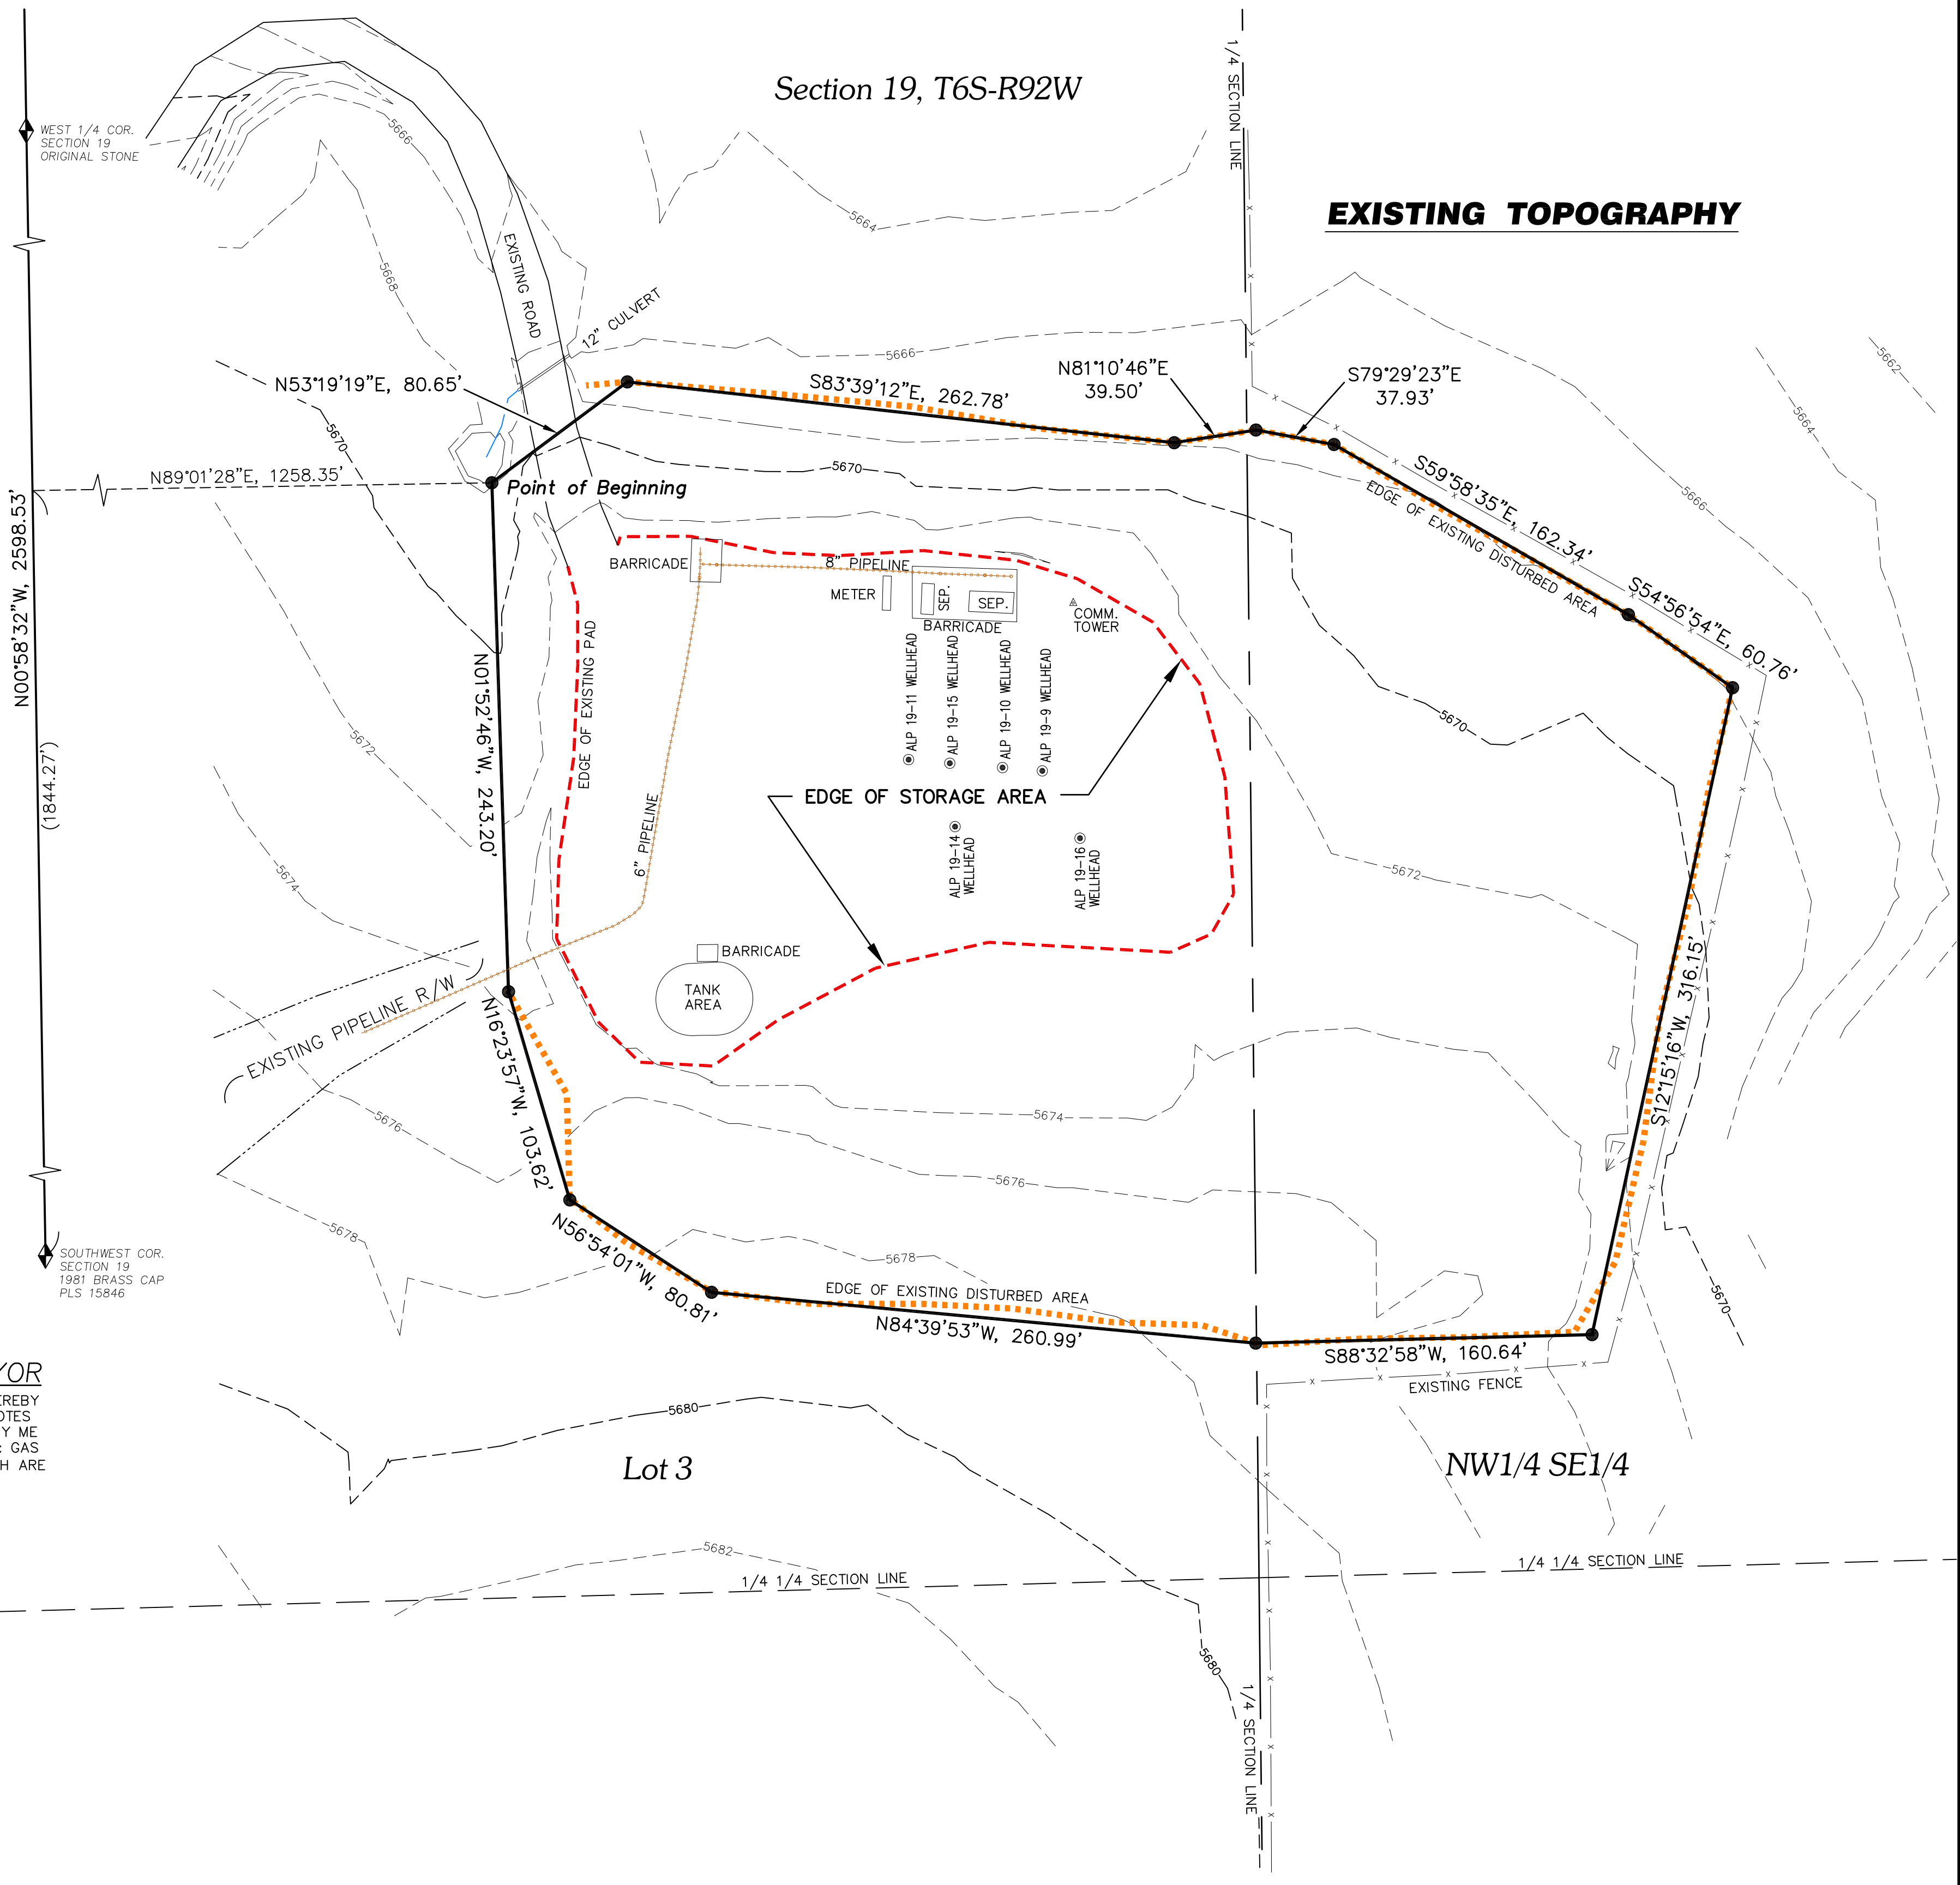 Section 19, T6S-R92W
1/4 SECTION LINE
WEST 1/4 COR.
SECTION 19
ORIGINAL STONE
5666
5664
EXISTING TOPOGRAPHY
5668
EXISTING ROAD
12" CULVERT
5666
5662
N53°19'19"E, 80.65'
S83°39'12"E, 262.78'
N81°10'46"E
39.50'
S79°29'23"E
37.93'
5664
5670
5670
N89°01'28"E, 1258.35'
Point of Beginning
S59°58'35"E, 162.34'
EDGE OF EXISTING DISTURBED AREA
5666
N00°58'32"W, 2598.53'
(1844.27')
BARRICADE
8" PIPELINE
METER
SEP.
SEP.
BARRICADE
COMM.
TOWER
S54°56'54"E, 60.76'
N01°52'46"W, 243.20'
EDGE OF EXISTING PAD
ALP 19-11 WELLHEAD
ALP 19-15 WELLHEAD
ALP 19-10 WELLHEAD
ALP 19-9 WELLHEAD
5670
5672
EDGE OF STORAGE AREA
6" PIPELINE
ALP 19-14
WELLHEAD
ALP 19-16
WELLHEAD
5672
5674
BARRICADE
TANK
AREA
EXISTING PIPELINE R/W
S12°15'16"W, 316.15'
N16°23'57"W, 103.62'
5676
5674
5676
5678
N56°54'01"W, 80.81'
5678
SOUTHWEST COR.
SECTION 19
1981 BRASS CAP
PLS 15846
EDGE OF EXISTING DISTURBED AREA
5670
N84°39'53"W, 260.99'
S88°32'58"W, 160.64'
EXISTING FENCE
YOR
EREBY
OTES
Y ME
GAS
H ARE
5680
Lot 3
NW1/4 SE1/4
5682
1/4 1/4 SECTION LINE
1/4 1/4 SECTION LINE
5680
1/4 SECTION LINE